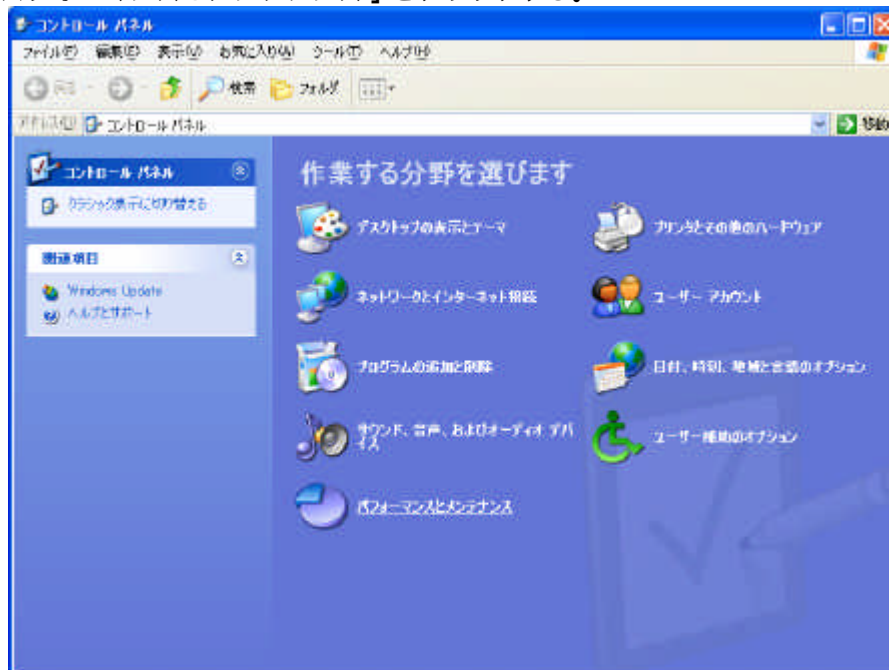 コントロール パネル
ファイル(F) 編集(E) 表示(V) お気に入り(A) ツール(T) ヘルプ(H)
戻る 検索 フォルダ
アドレス(D) コントロール パネル 移動
コントロール パネル
クラシック表示に切り替える
関連項目
Windows Update
ヘルプとサポート
作業する分野を選びます
デスクトップの表示とテーマ
プリンタとその他のハードウェア
ネットワークとインターネット接続
ユーザー アカウント
プログラムの追加と削除
日付、時刻、地域と言語のオプション
サウンド、音声、およびオーディオ デバ
イス
ユーザー補助のオプション
パフォーマンスとメンテナンス